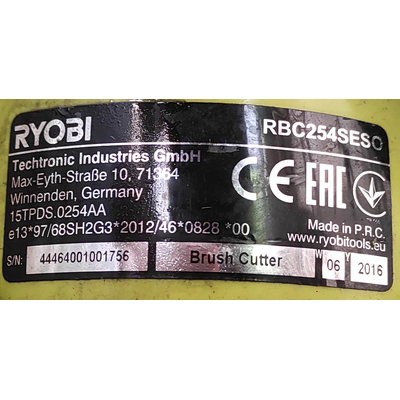 RYOBI
RBC254SESO
Techtronic Industries GmbH
Max-Eyth-Straße 10, 71364
Winnenden, Germany
15TPDS.0254AA
e13*97/68SH2G3*2012/46*0828 *00
CE EAC
Made in P.R.C.
www.ryobitools.eu
W Y
S/N: 44464001001756 Brush Cutter 06 2016